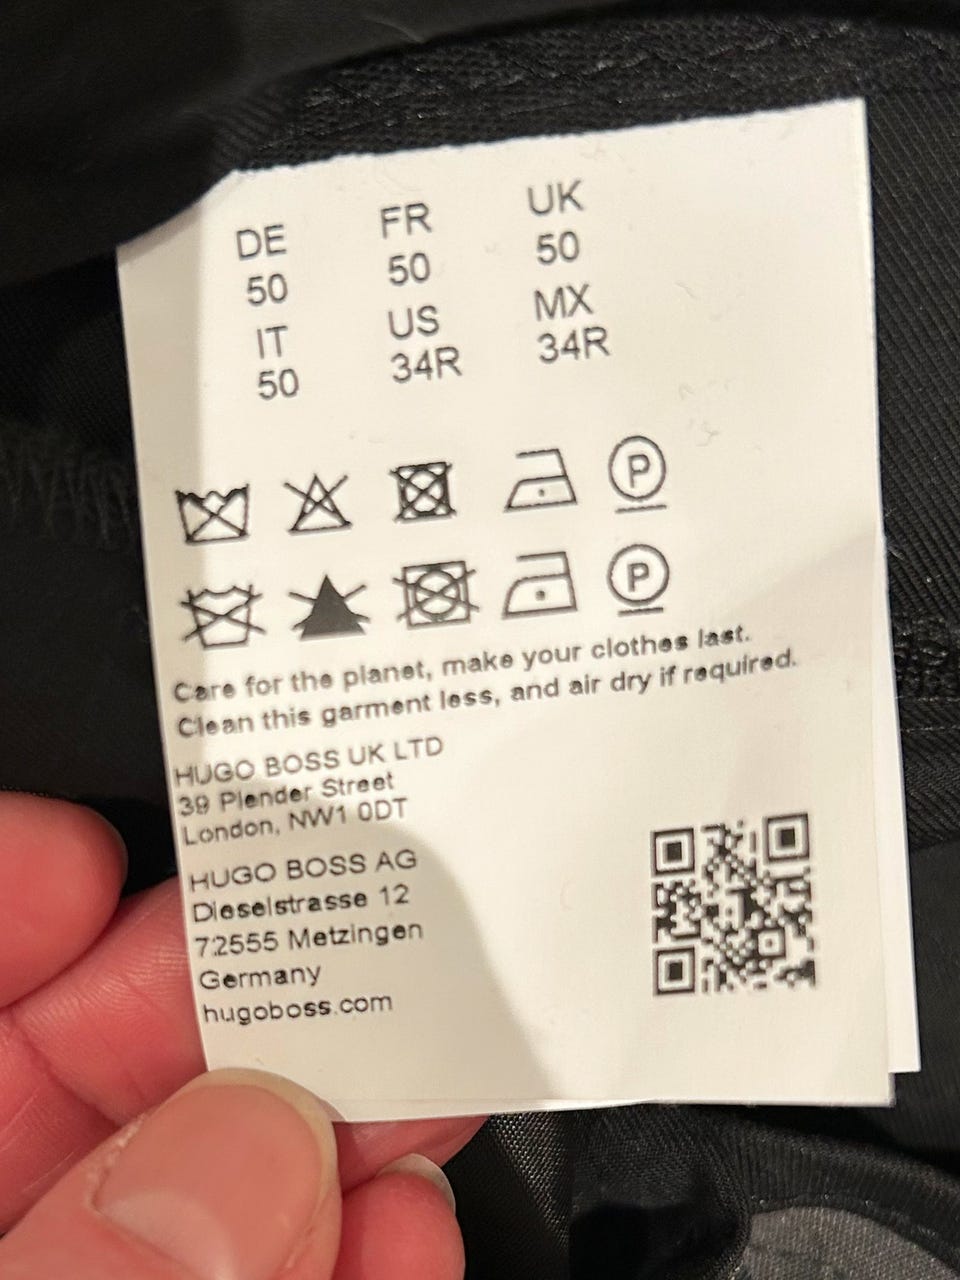 DE FR UK
50 50 50
IT US MX
50 34R 34R
P
P
Care for the planet, make your clothes last.
Clean this garment less, and air dry if required.
HUGO BOSS UK LTD
39 Plender Street
London, NW1 0DT
HUGO BOSS AG
Dieselstrasse 12
72555 Metzingen
Germany
hugoboss.com